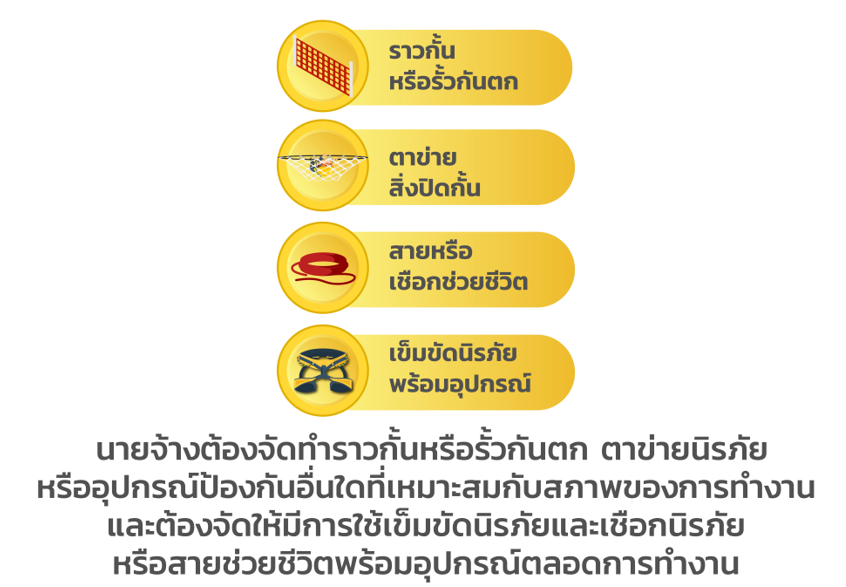 ราวกั้น
หรือรั้วกันตก
ตาข่าย
สิ่งปิดกั้น
สายหรือ
เชือกช่วยชีวิต
เข็มขัดนิรภัย
พร้อมอุปกรณ์
นายจ้างต้องจัดทำราวกั้นหรือรั้วกันตก ตาข่ายนิรภัย
หรืออุปกรณ์ป้องกันอื่นใดที่เหมาะสมกับสภาพของการทำงาน
และต้องจัดให้มีการใช้เข็มขัดนิรภัยและเชือกนิรภัย
หรือสายช่วยชีวิตพร้อมอุปกรณ์ตลอดการทำงาน